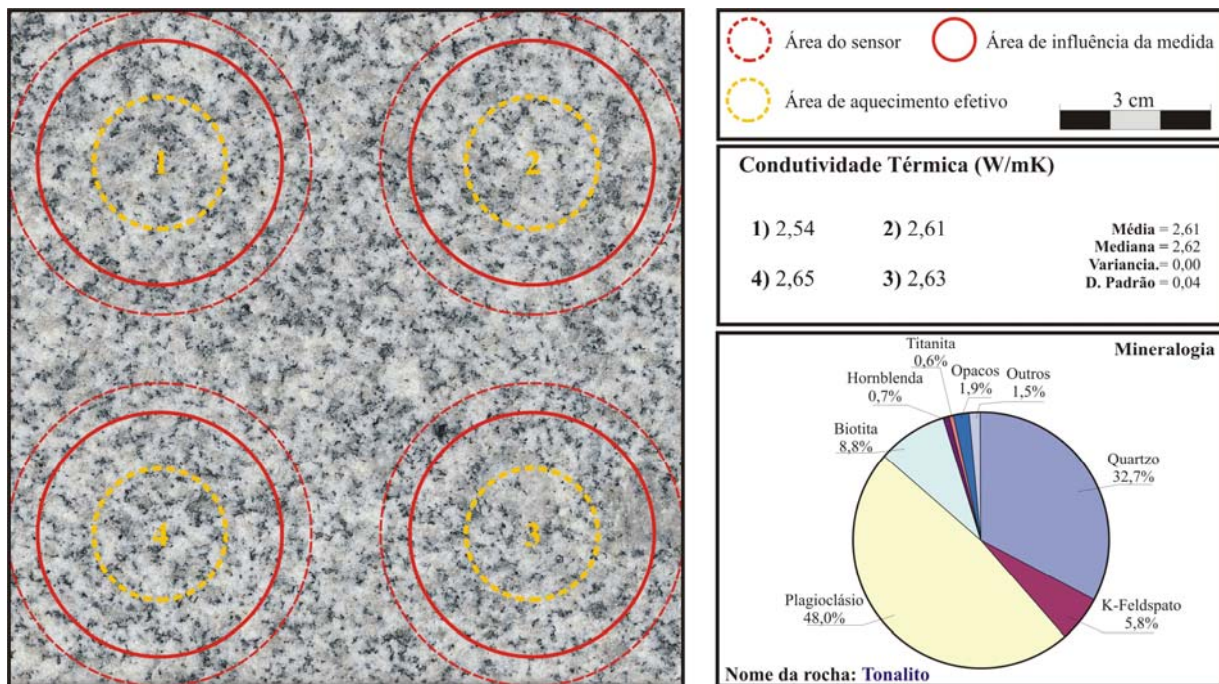 1
2
4
3
Área do sensor
Área de influência da medida
Área de aquecimento efetivo
3 cm
Condutividade Térmica (W/mK)
1) 2,54
2) 2,61
4) 2,65
3) 2,63
Média = 2,61
Mediana = 2,62
Variancia.= 0,00
D. Padrão = 0,04
Mineralogia
Titanita
0,6%
Opacos
1,9%
Outros
1,5%
Hornblenda
0,7%
Biotita
8,8%
Quartzo
32,7%
Plagioclásio
48,0%
K-Feldspato
5,8%
Nome da rocha: Tonalito